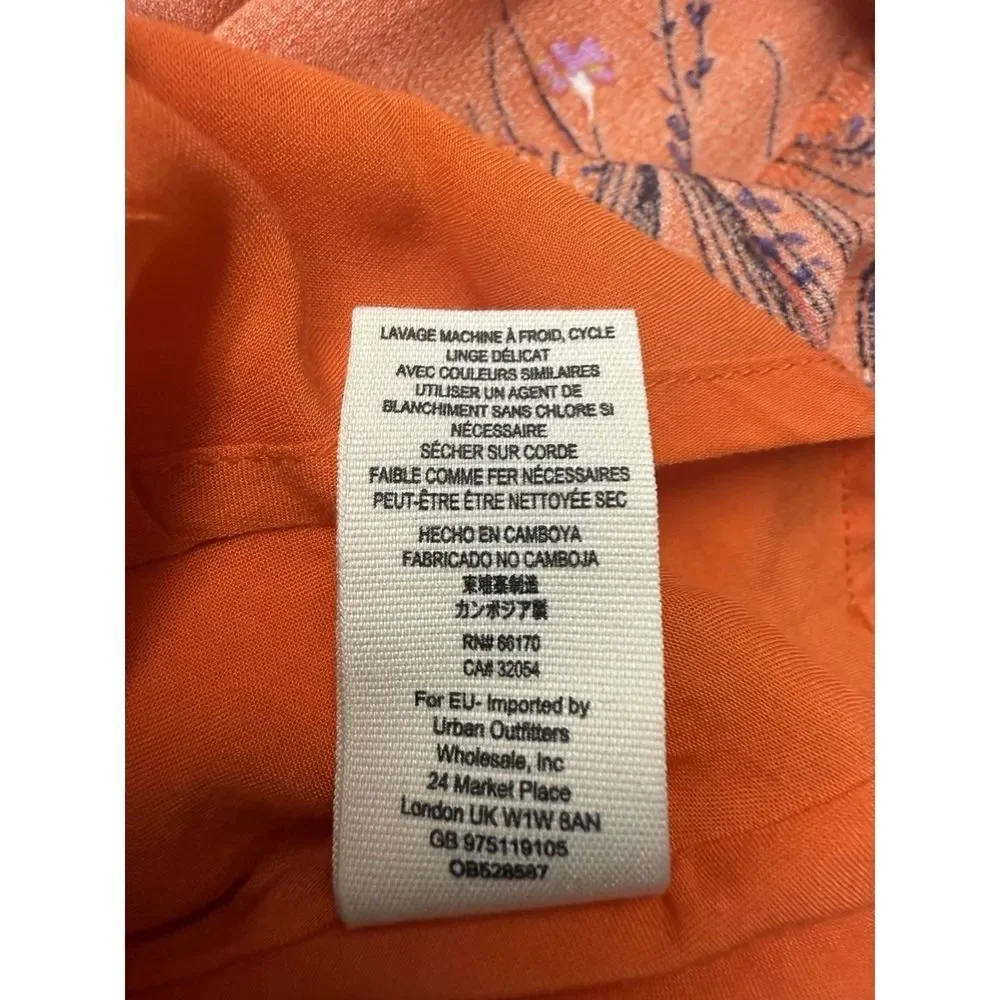 LAVAGE MACHINE À FROID, CYCLE
LINGE DÉLICAT
AVEC COULEURS SIMILAIRES
UTILISER UN AGENT DE
BLANCHIMENT SANS CHLORE SI
NÉCESSAIRE
SÉCHER SUR CORDE
FAIBLE COMME FER NÉCESSAIRES
PEUT-ÊTRE ÊTRE NETTOYÉE SEC
HECHO EN CAMBOYA
FABRICADO NO CAMBOJA
柬埔寨制造
カンボジア製
RN# 66170
CA# 32054
For EU- Imported by
Urban Outfitters
Wholesale, Inc
24 Market Place
London UK W1W 8AN
GB 975119105
OB528587